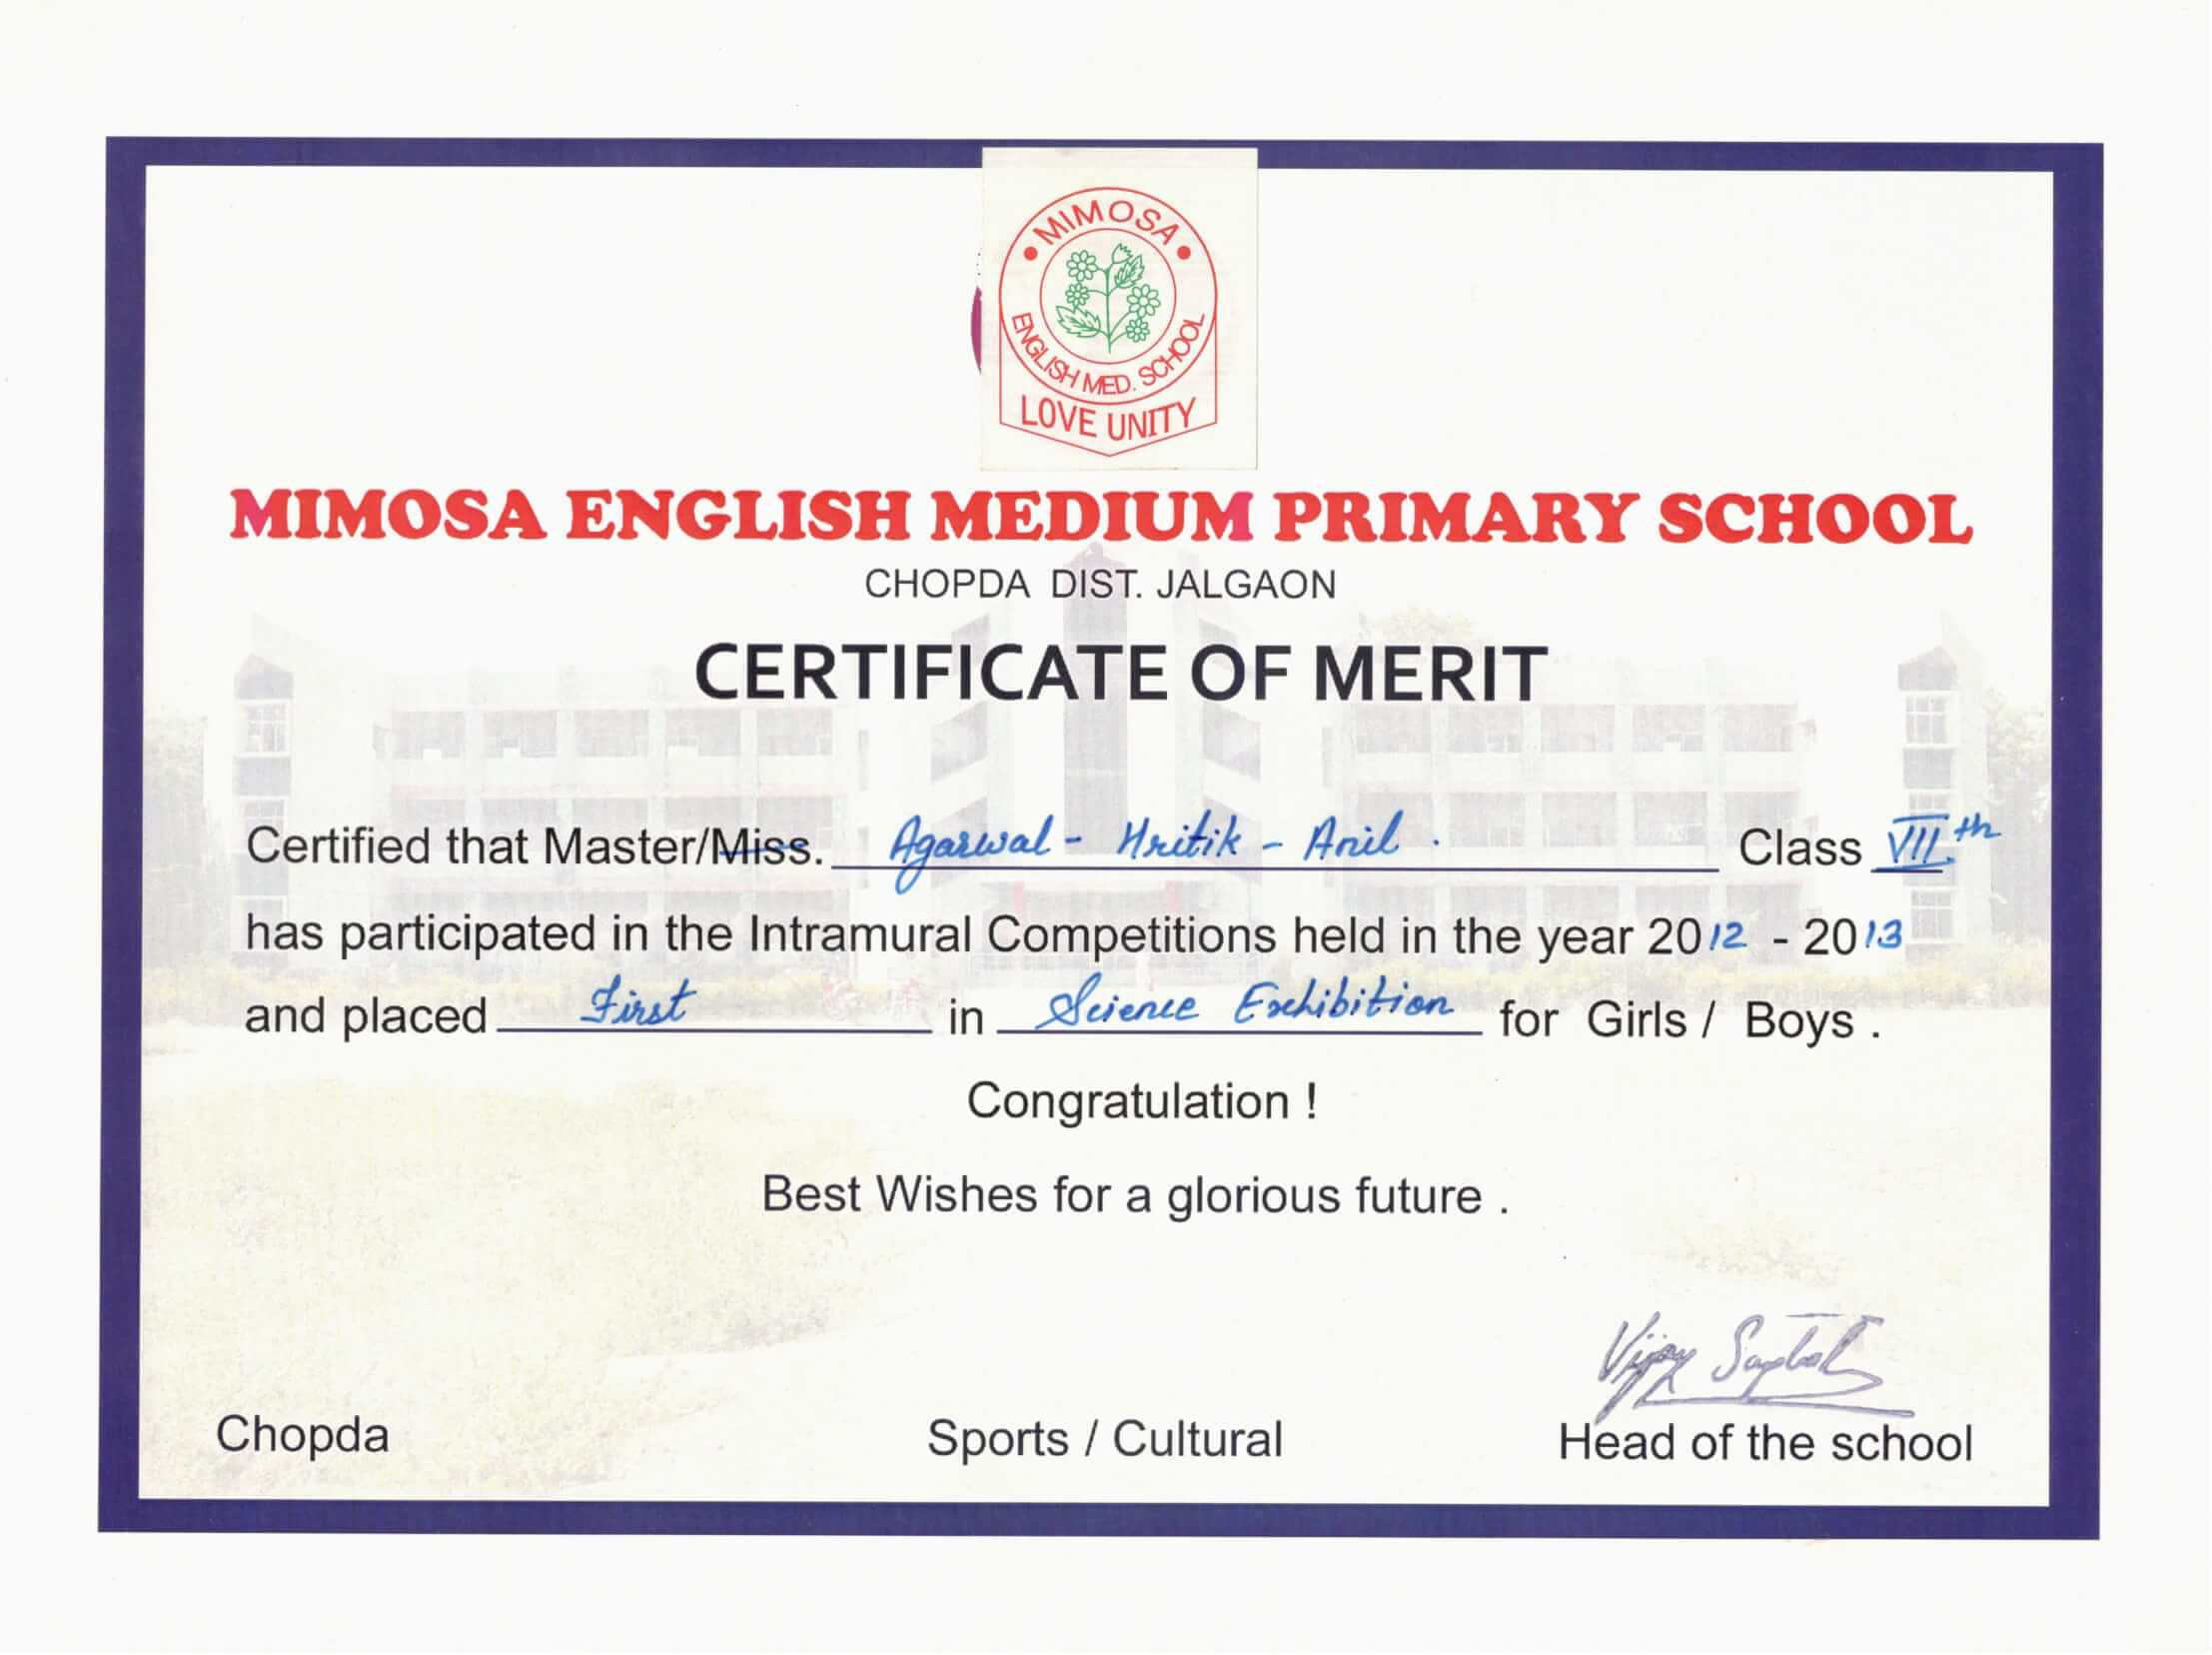 MIMOSA
ENGLISH MED. SCHOOL
LOVE UNITY
MIMOSA ENGLISH MEDIUM PRIMARY SCHOOL
CHOPDA DIST. JALGAON
CERTIFICATE OF MERIT
Certified that Master/Miss. Agarwal - Hritik - Anil . Class VII th
has participated in the Intramural Competitions held in the year 2012 - 2013
and placed First in Science Exhibition for Girls / Boys .
Congratulation !
Best Wishes for a glorious future .
Vijay
Chopda Sports / Cultural Head of the school